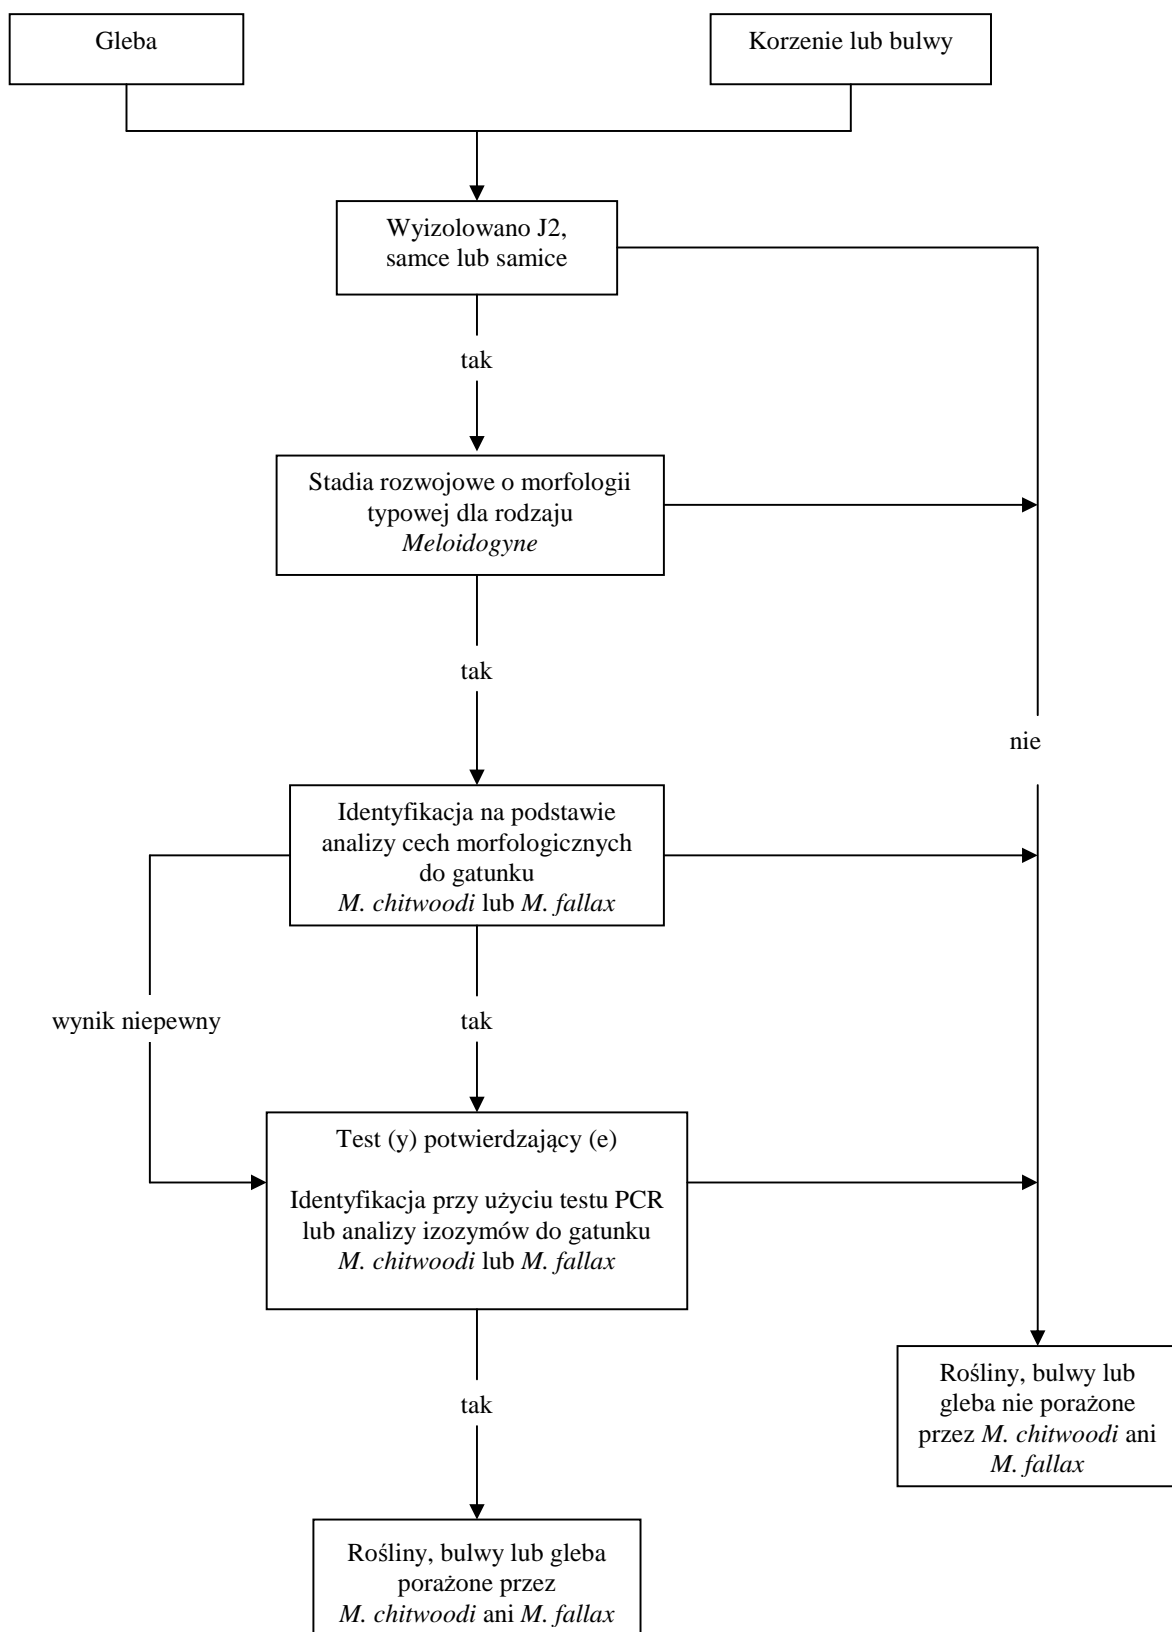 Gleba
Korzenie lub bulwy
Wyizolowano J2,
samce lub samice
tak
Stadia rozwojowe o morfologii
typowej dla rodzaju
Meloidogyne
tak
nie
Identyfikacja na podstawie
analizy cech morfologicznych
do gatunku
M. chitwoodi lub M. fallax
wynik niepewny
tak
Test (y) potwierdzający (e)
Identyfikacja przy użyciu testu PCR
lub analizy izozymów do gatunku
M. chitwoodi lub M. fallax
tak
Rośliny, bulwy lub
gleba nie porażone
przez M. chitwoodi ani
M. fallax
Rośliny, bulwy lub gleba
porażone przez
M. chitwoodi ani M. fallax